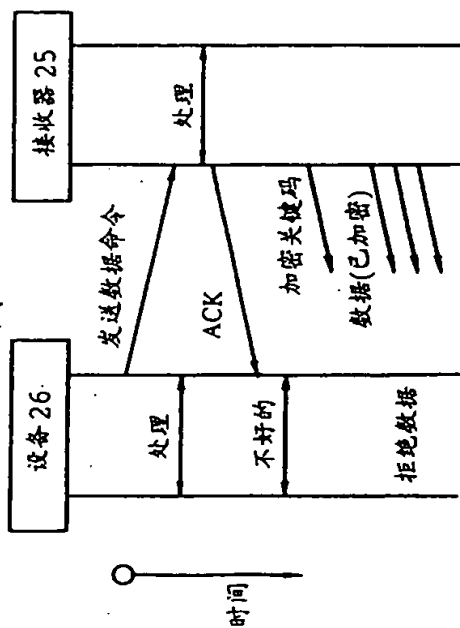 设备 26
接收器 25
发送数据命令
处理
处理
ACK
不好的
加密关键码
数据(已加密)
拒绝数据
时间